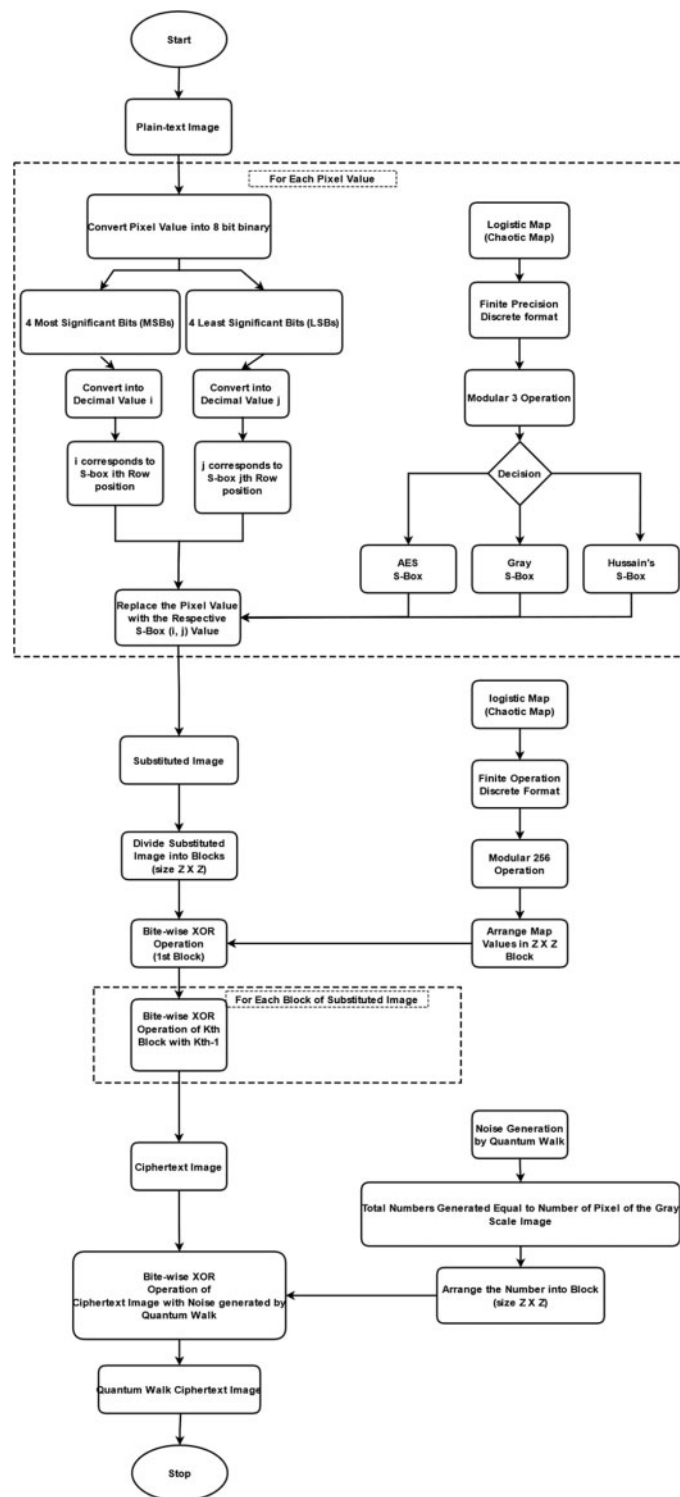 Start
Plain-text Image
For Each Pixel Value
Convert Pixel Value into 8 bit binary
4 Most Significant Bits (MSBs)
4 Least Significant Bits (LSBs)
Convert into
Decimal Value i
Convert into
Decimal Value j
i corresponds to
S-box ith Row
position
j corresponds to
S-box jth Row
position
Logistic Map
(Chaotic Map)
Finite Precision
Discrete format
Modular 3 Operation
Decision
AES
S-Box
Gray
S-Box
Hussain's
S-Box
Replace the Pixel Value
with the Respective
S-Box (i, j) Value
Substituted Image
Divide Substituted
Image into Blocks
(size Z X Z)
logistic Map
(Chaotic Map)
Finite Operation
Discrete Format
Modular 256
Operation
Arrange Map
Values in Z X Z
Block
Bite-wise XOR
Operation
(1st Block)
For Each Block of Substituted Image
Bite-wise XOR
Operation of Kth
Block with Kth-1
Ciphertext Image
Noise Generation
by Quantum Walk
Total Numbers Generated Equal to Number of Pixel of the Gray
Scale Image
Arrange the Number into Block
(size Z X Z)
Bite-wise XOR
Operation of
Ciphertext Image with Noise generated by
Quantum Walk
Quantum Walk Ciphertext Image
Stop